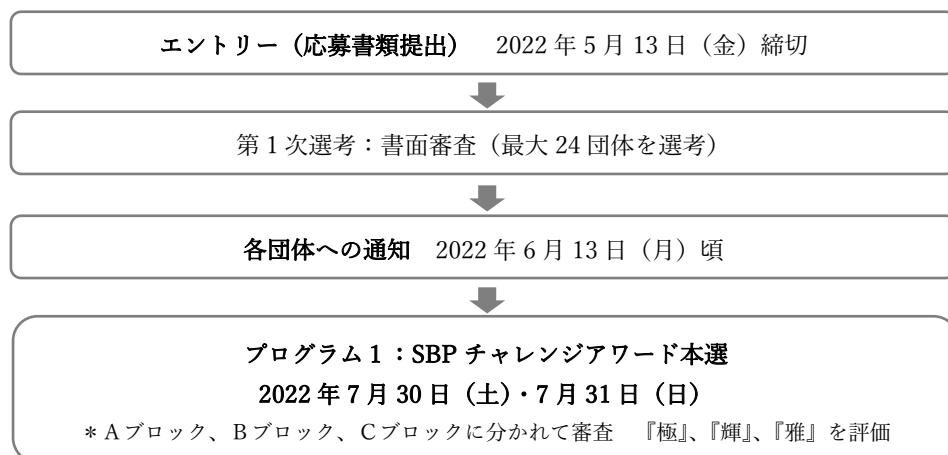 エントリー（応募書類提出）　2022年5月13日（金）締切
第1次選考：書面審査（最大24団体を選考）
各団体への通知　2022年6月13日（月）頃
プログラム1：SBPチャレンジアワード本選
2022年7月30日（土）・7月31日（日）
＊Aブロック、Bブロック、Cブロックに分かれて審査　『極』、『輝』、『雅』を評価